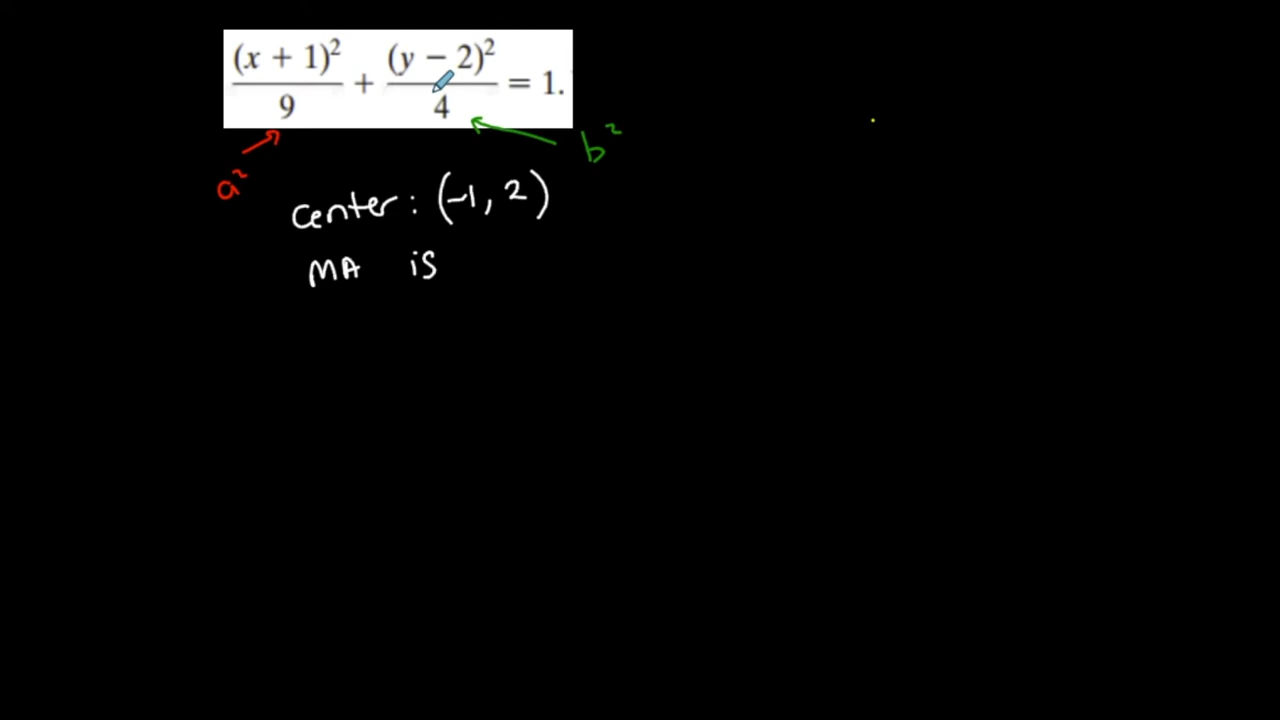 (x + 1)²/9 + (y − 2)²/4 = 1.
a²
b²
center: (-1, 2)
MA is